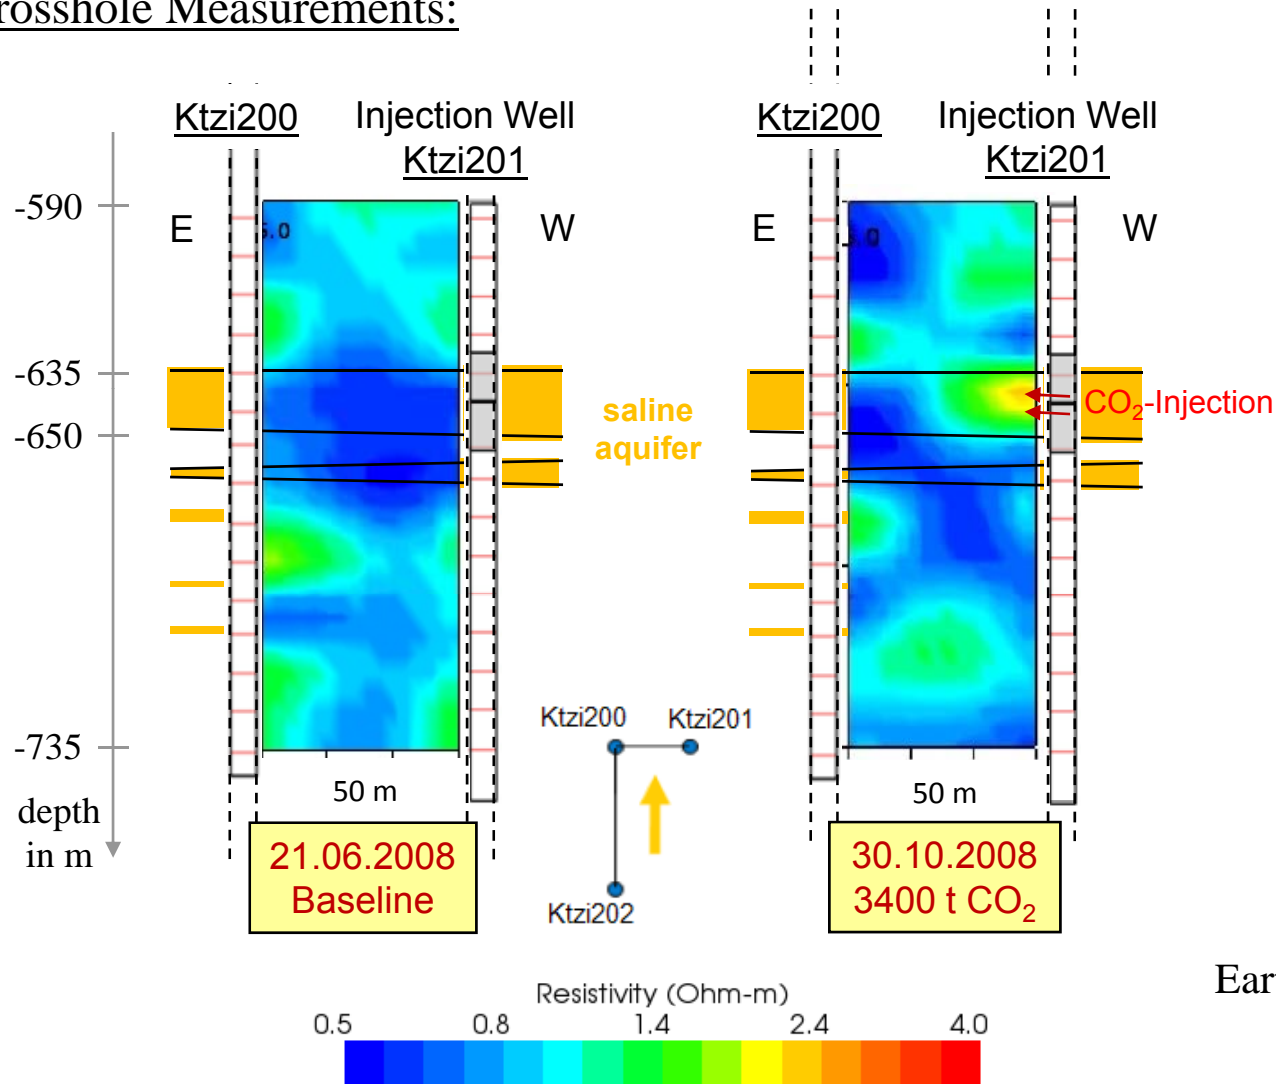 rosshole Measurements:
Ktzi200
Injection Well
Ktzi201
Ktzi200
Injection Well
Ktzi201
-590
E
5.0
W
E
W
-635
saline
aquifer
CO₂-Injection
-650
Ktzi200
Ktzi201
-735
depth
in m
50 m
50 m
21.06.2008
Baseline
30.10.2008
3400 t CO₂
Ktzi202
Ear
Resistivity (Ohm-m)
0.5 0.8 1.4 2.4 4.0